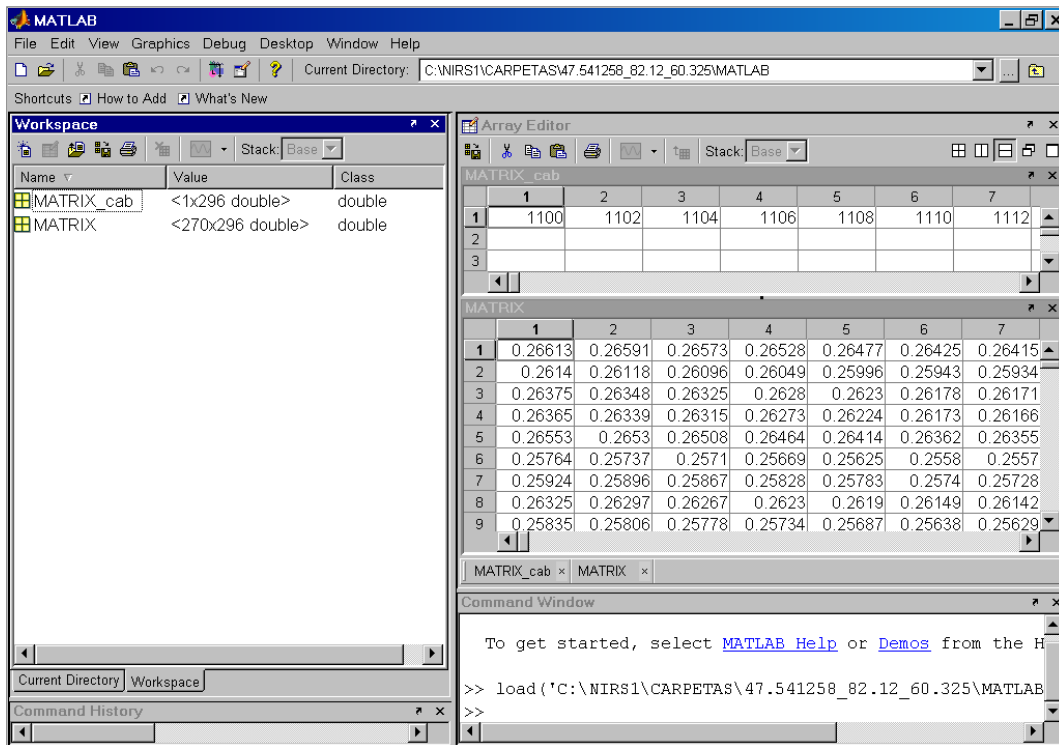 MATLAB
File Edit View Graphics Debug Desktop Window Help
Current Directory: C:\NIRS1\CARPETAS\47.541258_82.12_60.325\MATLAB ...
Shortcuts How to Add What's New
Workspace
Stack: Base
Name Value Class
MATRIX_cab <1x296 double> double
MATRIX <270x296 double> double
Current Directory Workspace
Command History
Array Editor
Stack: Base
MATRIX_cab
1 2 3 4 5 6 7
1 1100 1102 1104 1106 1108 1110 1112
2
3
MATRIX
1 2 3 4 5 6 7
1 0.26613 0.26591 0.26573 0.26528 0.26477 0.26425 0.26415
2 0.2614 0.26118 0.26096 0.26049 0.25996 0.25943 0.25934
3 0.26375 0.26348 0.26325 0.2628 0.2623 0.26178 0.26171
4 0.26365 0.26339 0.26315 0.26273 0.26224 0.26173 0.26166
5 0.26553 0.2653 0.26508 0.26464 0.26414 0.26362 0.26355
6 0.25764 0.25737 0.2571 0.25669 0.25625 0.2558 0.2557
7 0.25924 0.25896 0.25867 0.25828 0.25783 0.2574 0.25728
8 0.26325 0.26297 0.26267 0.2623 0.2619 0.26149 0.26142
9 0.25835 0.25806 0.25778 0.25734 0.25687 0.25638 0.25629
MATRIX_cab × MATRIX ×
Command Window
To get started, select MATLAB Help or Demos from the H
>> load('C:\NIRS1\CARPETAS\47.541258_82.12_60.325\MATLAB
>>